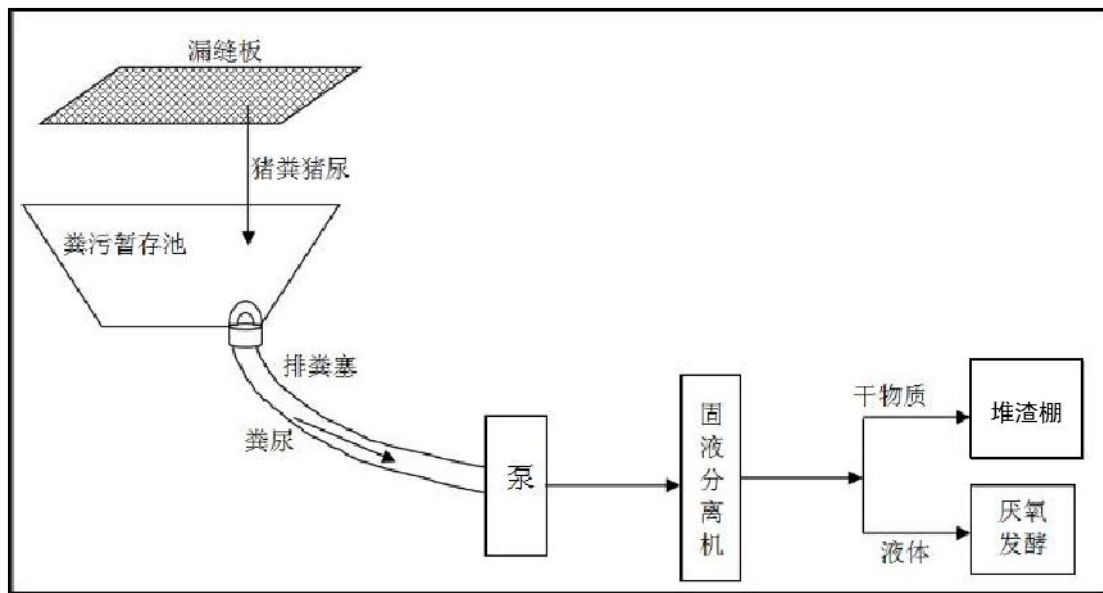 漏缝板
猪粪猪尿
粪污暂存池
排粪塞
粪尿
泵
固
液
分
离
机
干物质
堆渣棚
液体
厌氧
发酵